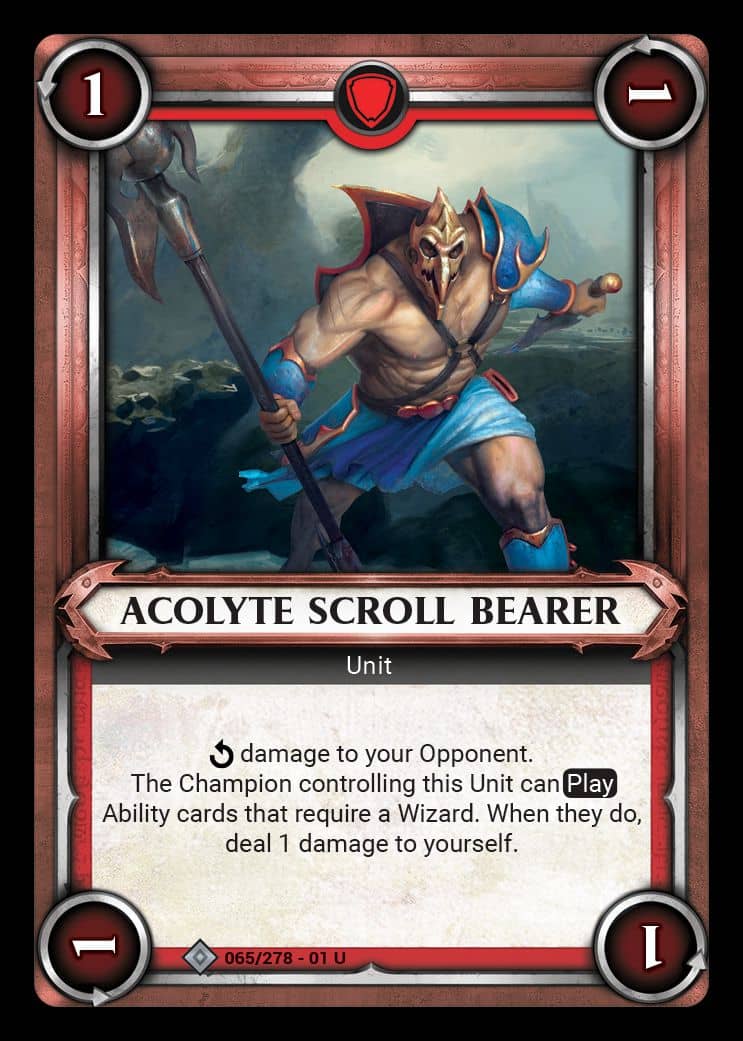 1 1
ACOLYTE SCROLL BEARER
Unit
damage to your Opponent.
The Champion controlling this Unit can Play
Ability cards that require a Wizard. When they do,
deal 1 damage to yourself.
1 065/278 - 01 U 1